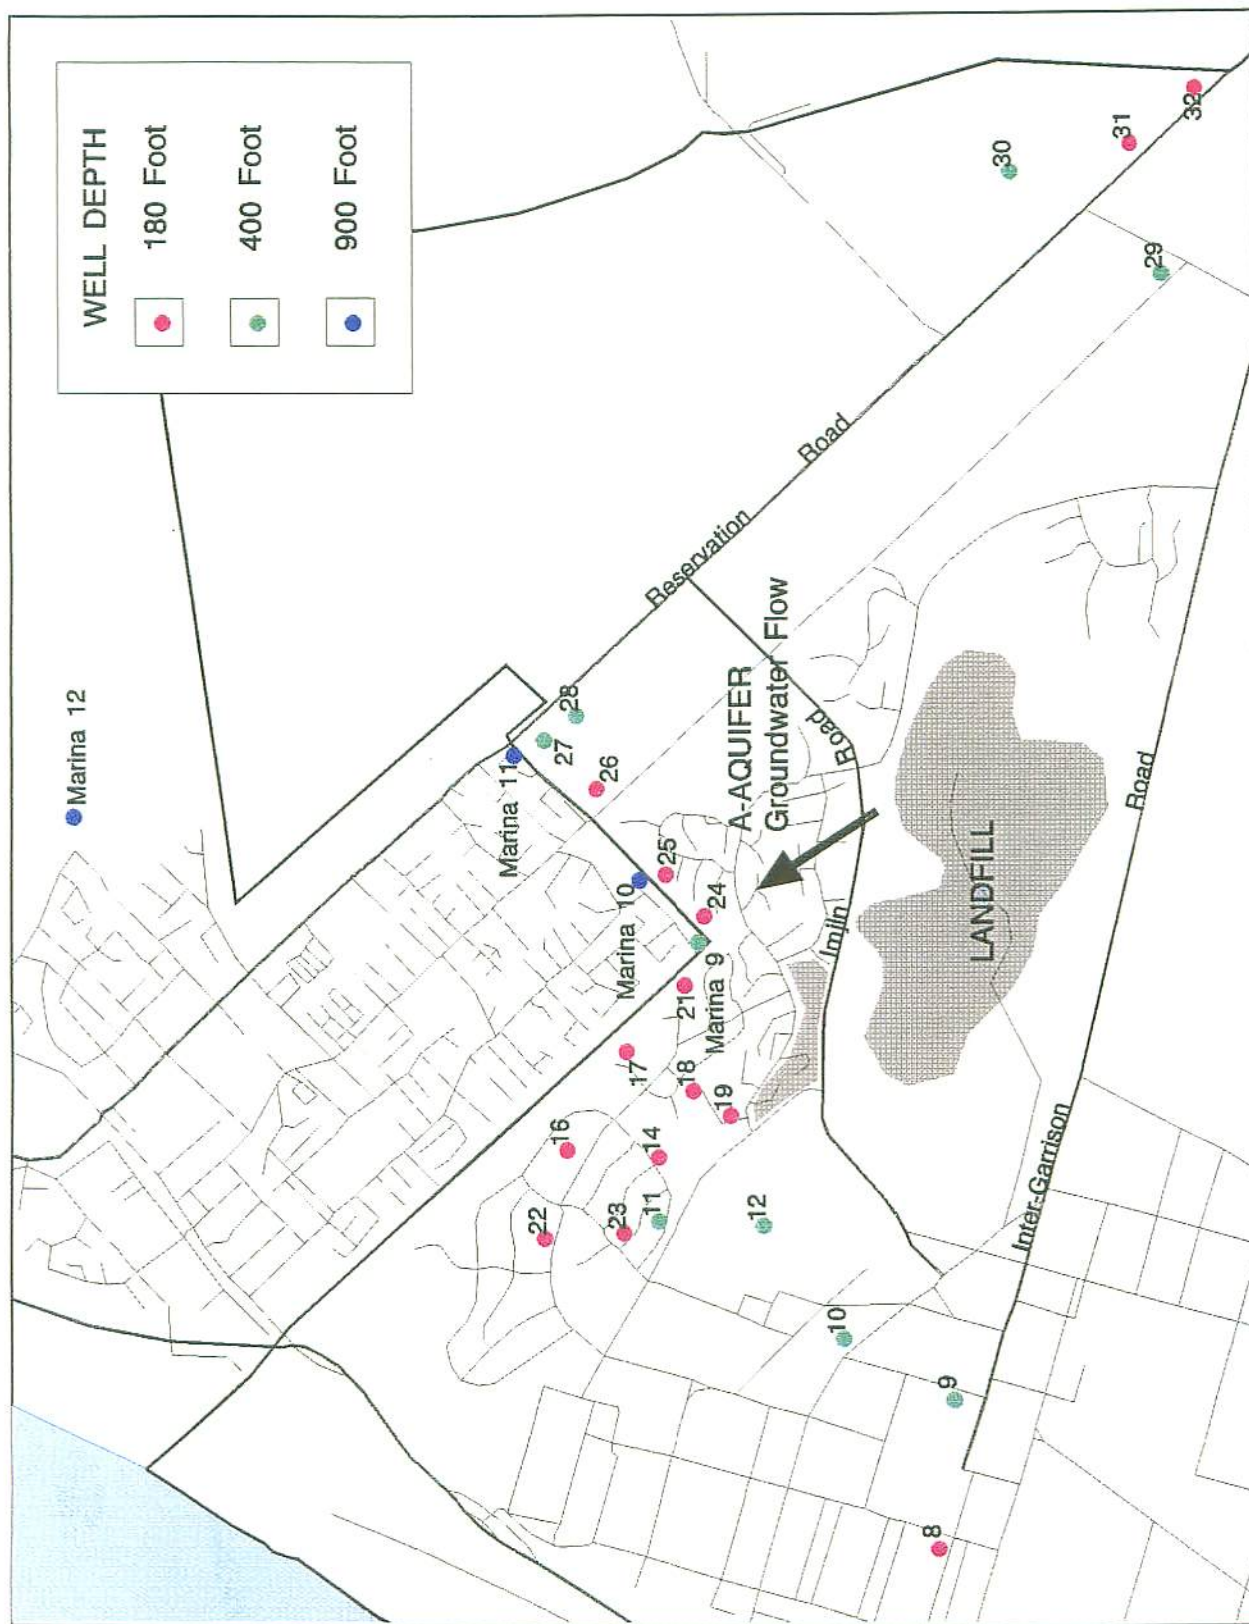 WELL DEPTH
180 Foot
400 Foot
900 Foot
Marina 12
Marina 11
Marina 10
Marina 9
Reservation
Road
A-AQUIFER
Groundwater Flow
Imjin
Road
LANDFILL
Inter-Garrison
Road
8
9
10
11
12
14
16
17
18
19
21
22
23
24
25
26
27
28
29
30
31
32